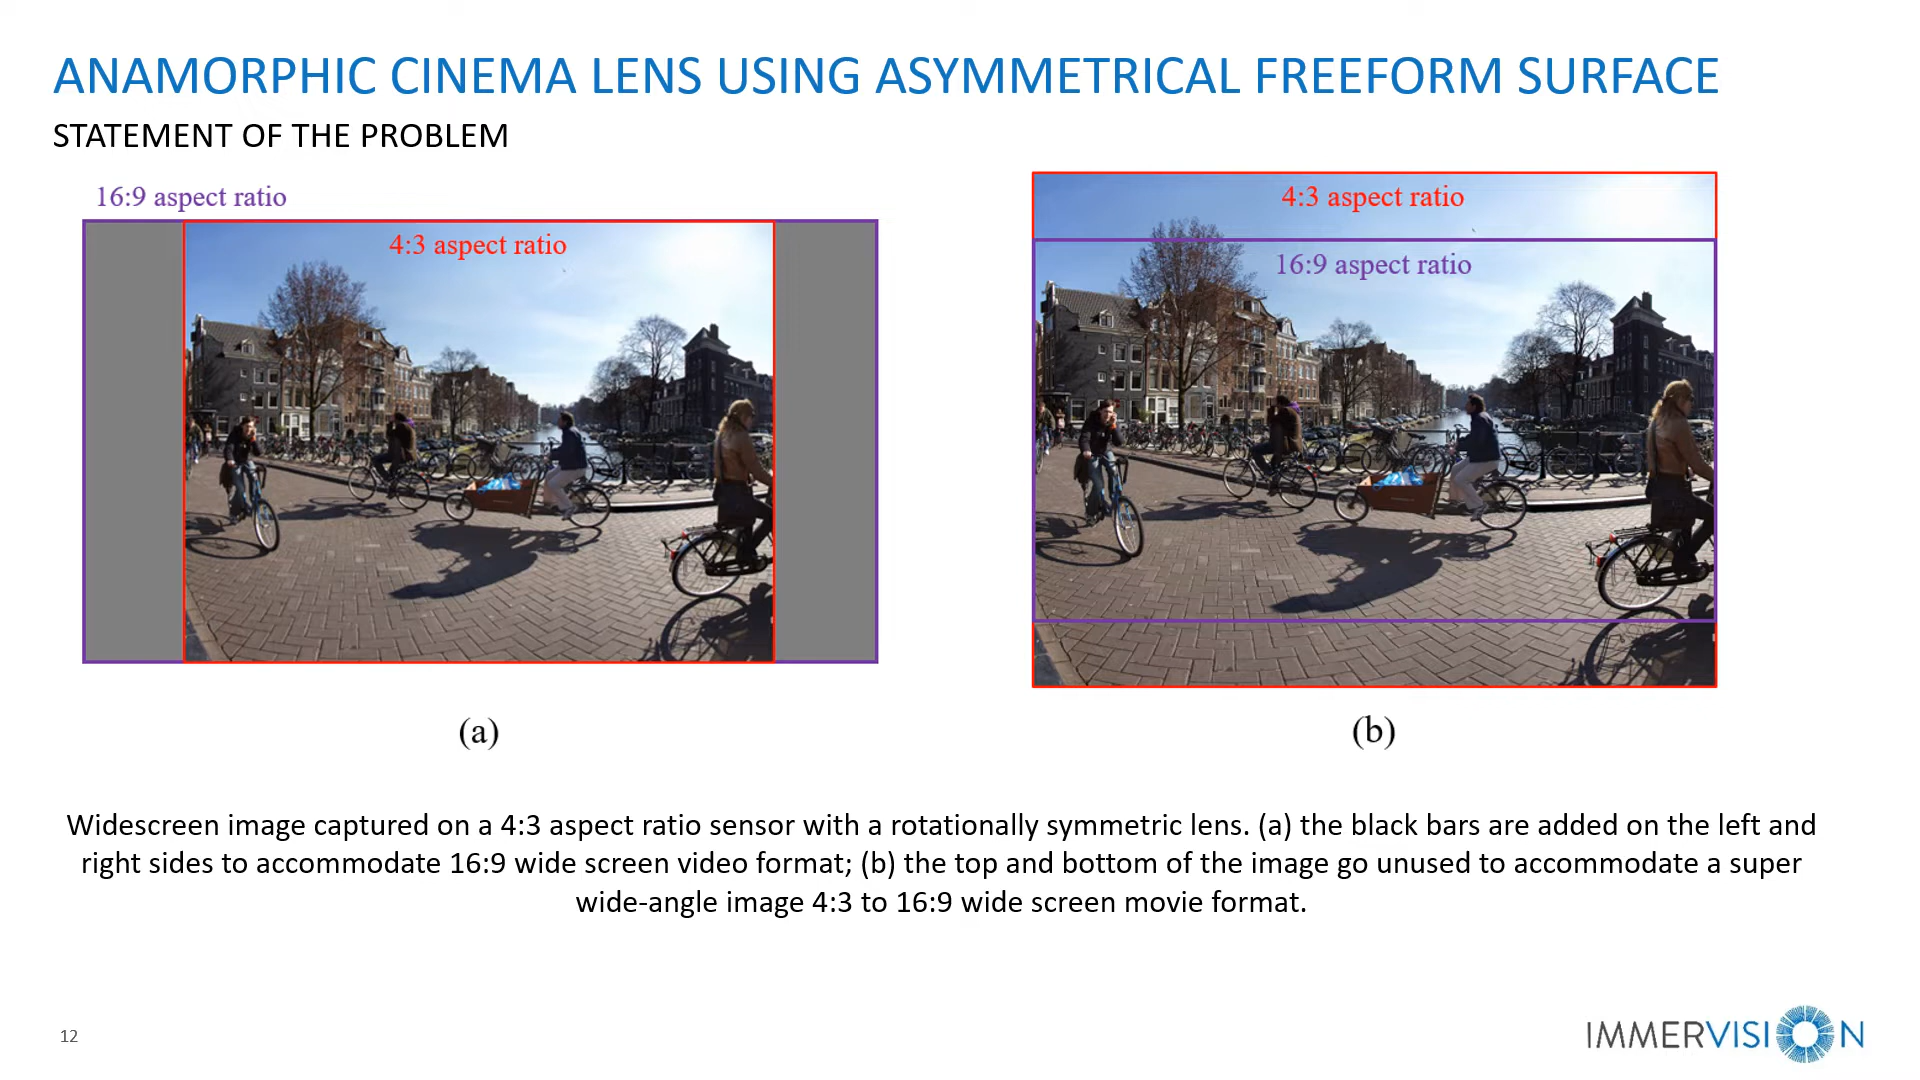 ANAMORPHIC CINEMA LENS USING ASYMMETRICAL FREEFORM SURFACE
STATEMENT OF THE PROBLEM
16:9 aspect ratio
4:3 aspect ratio
(a)
4:3 aspect ratio
16:9 aspect ratio
(b)
Widescreen image captured on a 4:3 aspect ratio sensor with a rotationally symmetric lens. (a) the black bars are added on the left and
right sides to accommodate 16:9 wide screen video format; (b) the top and bottom of the image go unused to accommodate a super
wide-angle image 4:3 to 16:9 wide screen movie format.
12
IMMERVISION